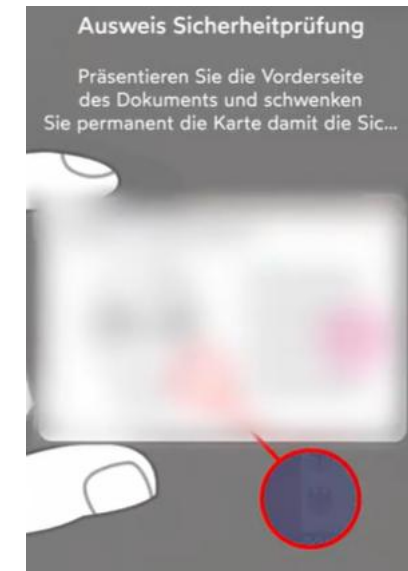 Ausweis Sicherheitprüfung
Präsentieren Sie die Vorderseite
des Dokuments und schwenken
Sie permanent die Karte damit die Sic...